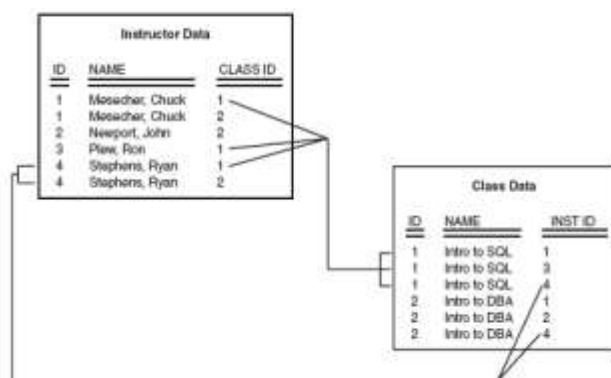 Instructor Data
ID NAME CLASS ID
1 Mesecher, Chuck 1
1 Mesecher, Chuck 2
2 Newport, John 2
3 Plew, Ron 1
4 Stephens, Ryan 1
4 Stephens, Ryan 2
Class Data
ID NAME INST ID
1 Intro to SQL 1
1 Intro to SQL 3
1 Intro to SQL 4
2 Intro to DBA 1
2 Intro to DBA 2
2 Intro to DBA 4